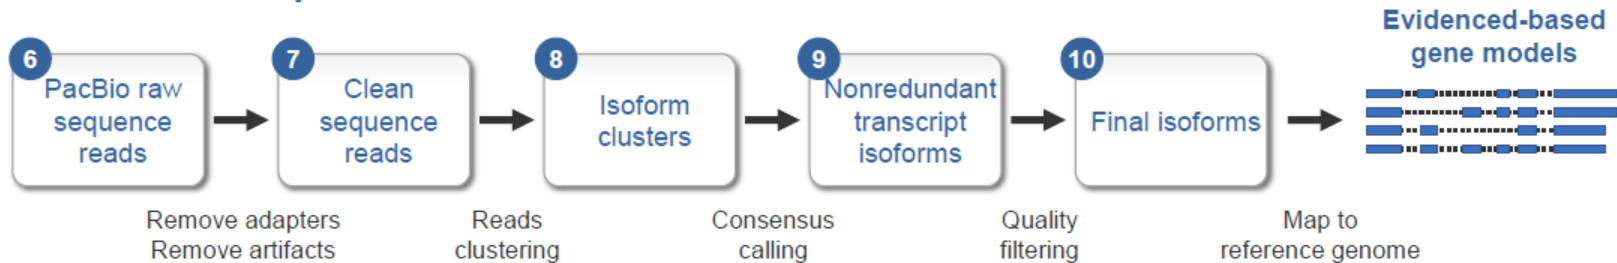 Evidenced-based
gene models
6
PacBio raw
sequence
reads
7
Clean
sequence
reads
8
Isoform
clusters
9
Nonredundant
transcript
isoforms
10
Final isoforms
Remove adapters
Remove artifacts
Reads
clustering
Consensus
calling
Quality
filtering
Map to
reference genome